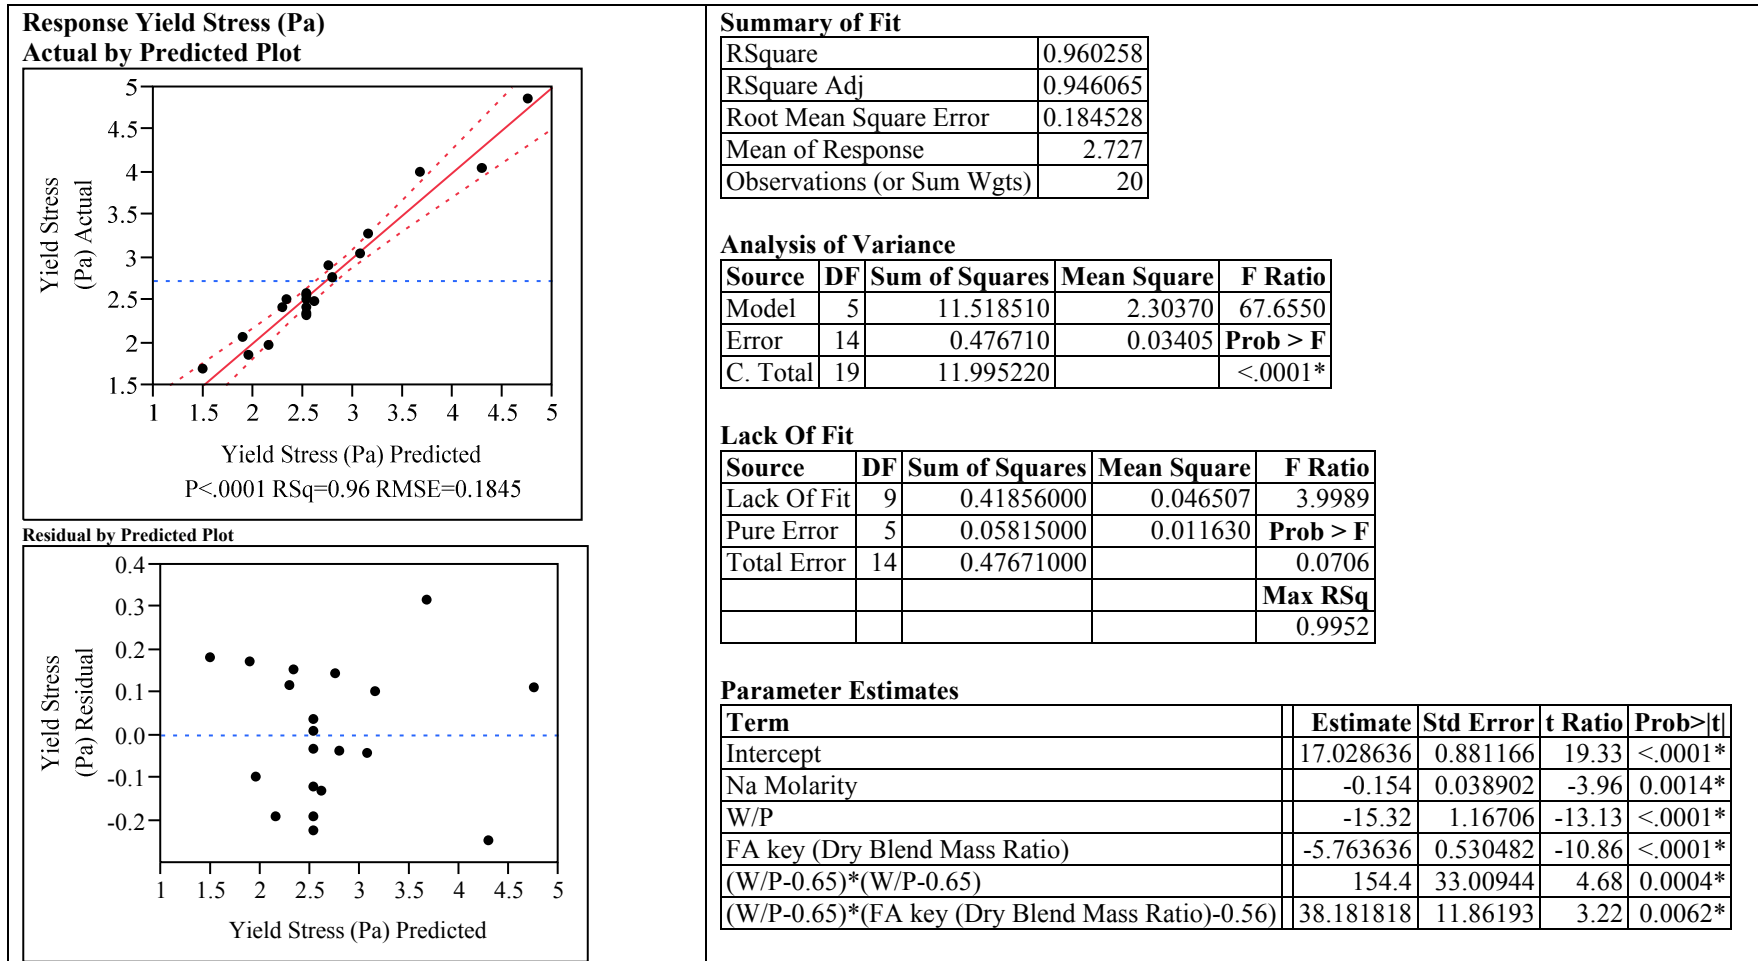 Response Yield Stress (Pa)
Actual by Predicted Plot
5
4.5
4
3.5
3
2.5
2
1.5
Yield Stress
(Pa) Actual
1 1.5 2 2.5 3 3.5 4 4.5 5
Yield Stress (Pa) Predicted
P<.0001 RSq=0.96 RMSE=0.1845
Residual by Predicted Plot
0.4
0.3
0.2
0.1
0.0
-0.1
-0.2
Yield Stress
(Pa) Residual
1 1.5 2 2.5 3 3.5 4 4.5 5
Yield Stress (Pa) Predicted
Summary of Fit
RSquare 0.960258
RSquare Adj 0.946065
Root Mean Square Error 0.184528
Mean of Response 2.727
Observations (or Sum Wgts) 20
Analysis of Variance
Source DF Sum of Squares Mean Square F Ratio
Model 5 11.518510 2.30370 67.6550
Error 14 0.476710 0.03405 Prob > F
C. Total 19 11.995220 <.0001*
Lack Of Fit
Source DF Sum of Squares Mean Square F Ratio
Lack Of Fit 9 0.41856000 0.046507 3.9989
Pure Error 5 0.05815000 0.011630 Prob > F
Total Error 14 0.47671000 0.0706
Max RSq
0.9952
Parameter Estimates
Term Estimate Std Error t Ratio Prob>|t|
Intercept 17.028636 0.881166 19.33 <.0001*
Na Molarity -0.154 0.038902 -3.96 0.0014*
W/P -15.32 1.16706 -13.13 <.0001*
FA key (Dry Blend Mass Ratio) -5.763636 0.530482 -10.86 <.0001*
(W/P-0.65)*(W/P-0.65) 154.4 33.00944 4.68 0.0004*
(W/P-0.65)*(FA key (Dry Blend Mass Ratio)-0.56) 38.181818 11.86193 3.22 0.0062*